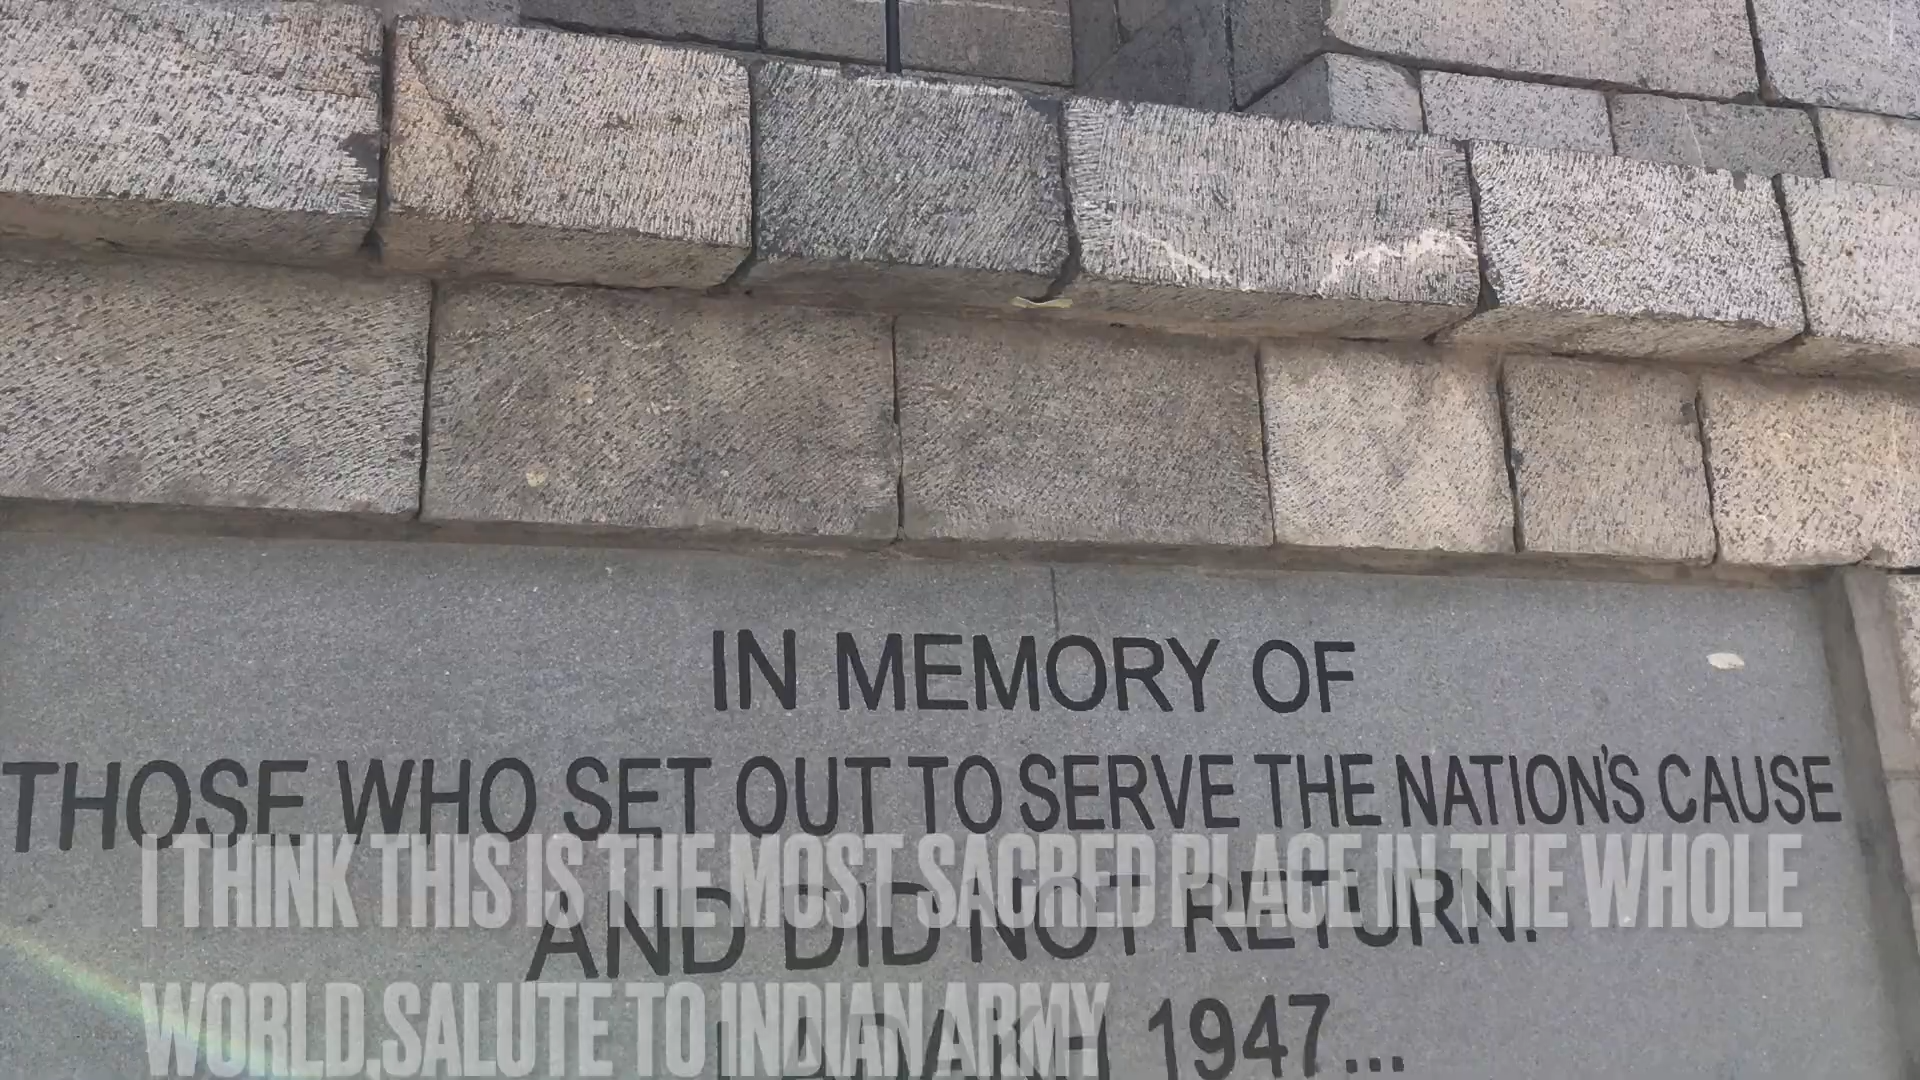 IN MEMORY OF
THOSE WHO SET OUT TO SERVE THE NATION'S CAUSE
I THINK THIS IS THE MOST SACRED PLACE IN THE WHOLE
AND DID NOT RETURN.
WORLD,SALUTE TO INDIAN ARMY
LADAKH 1947...